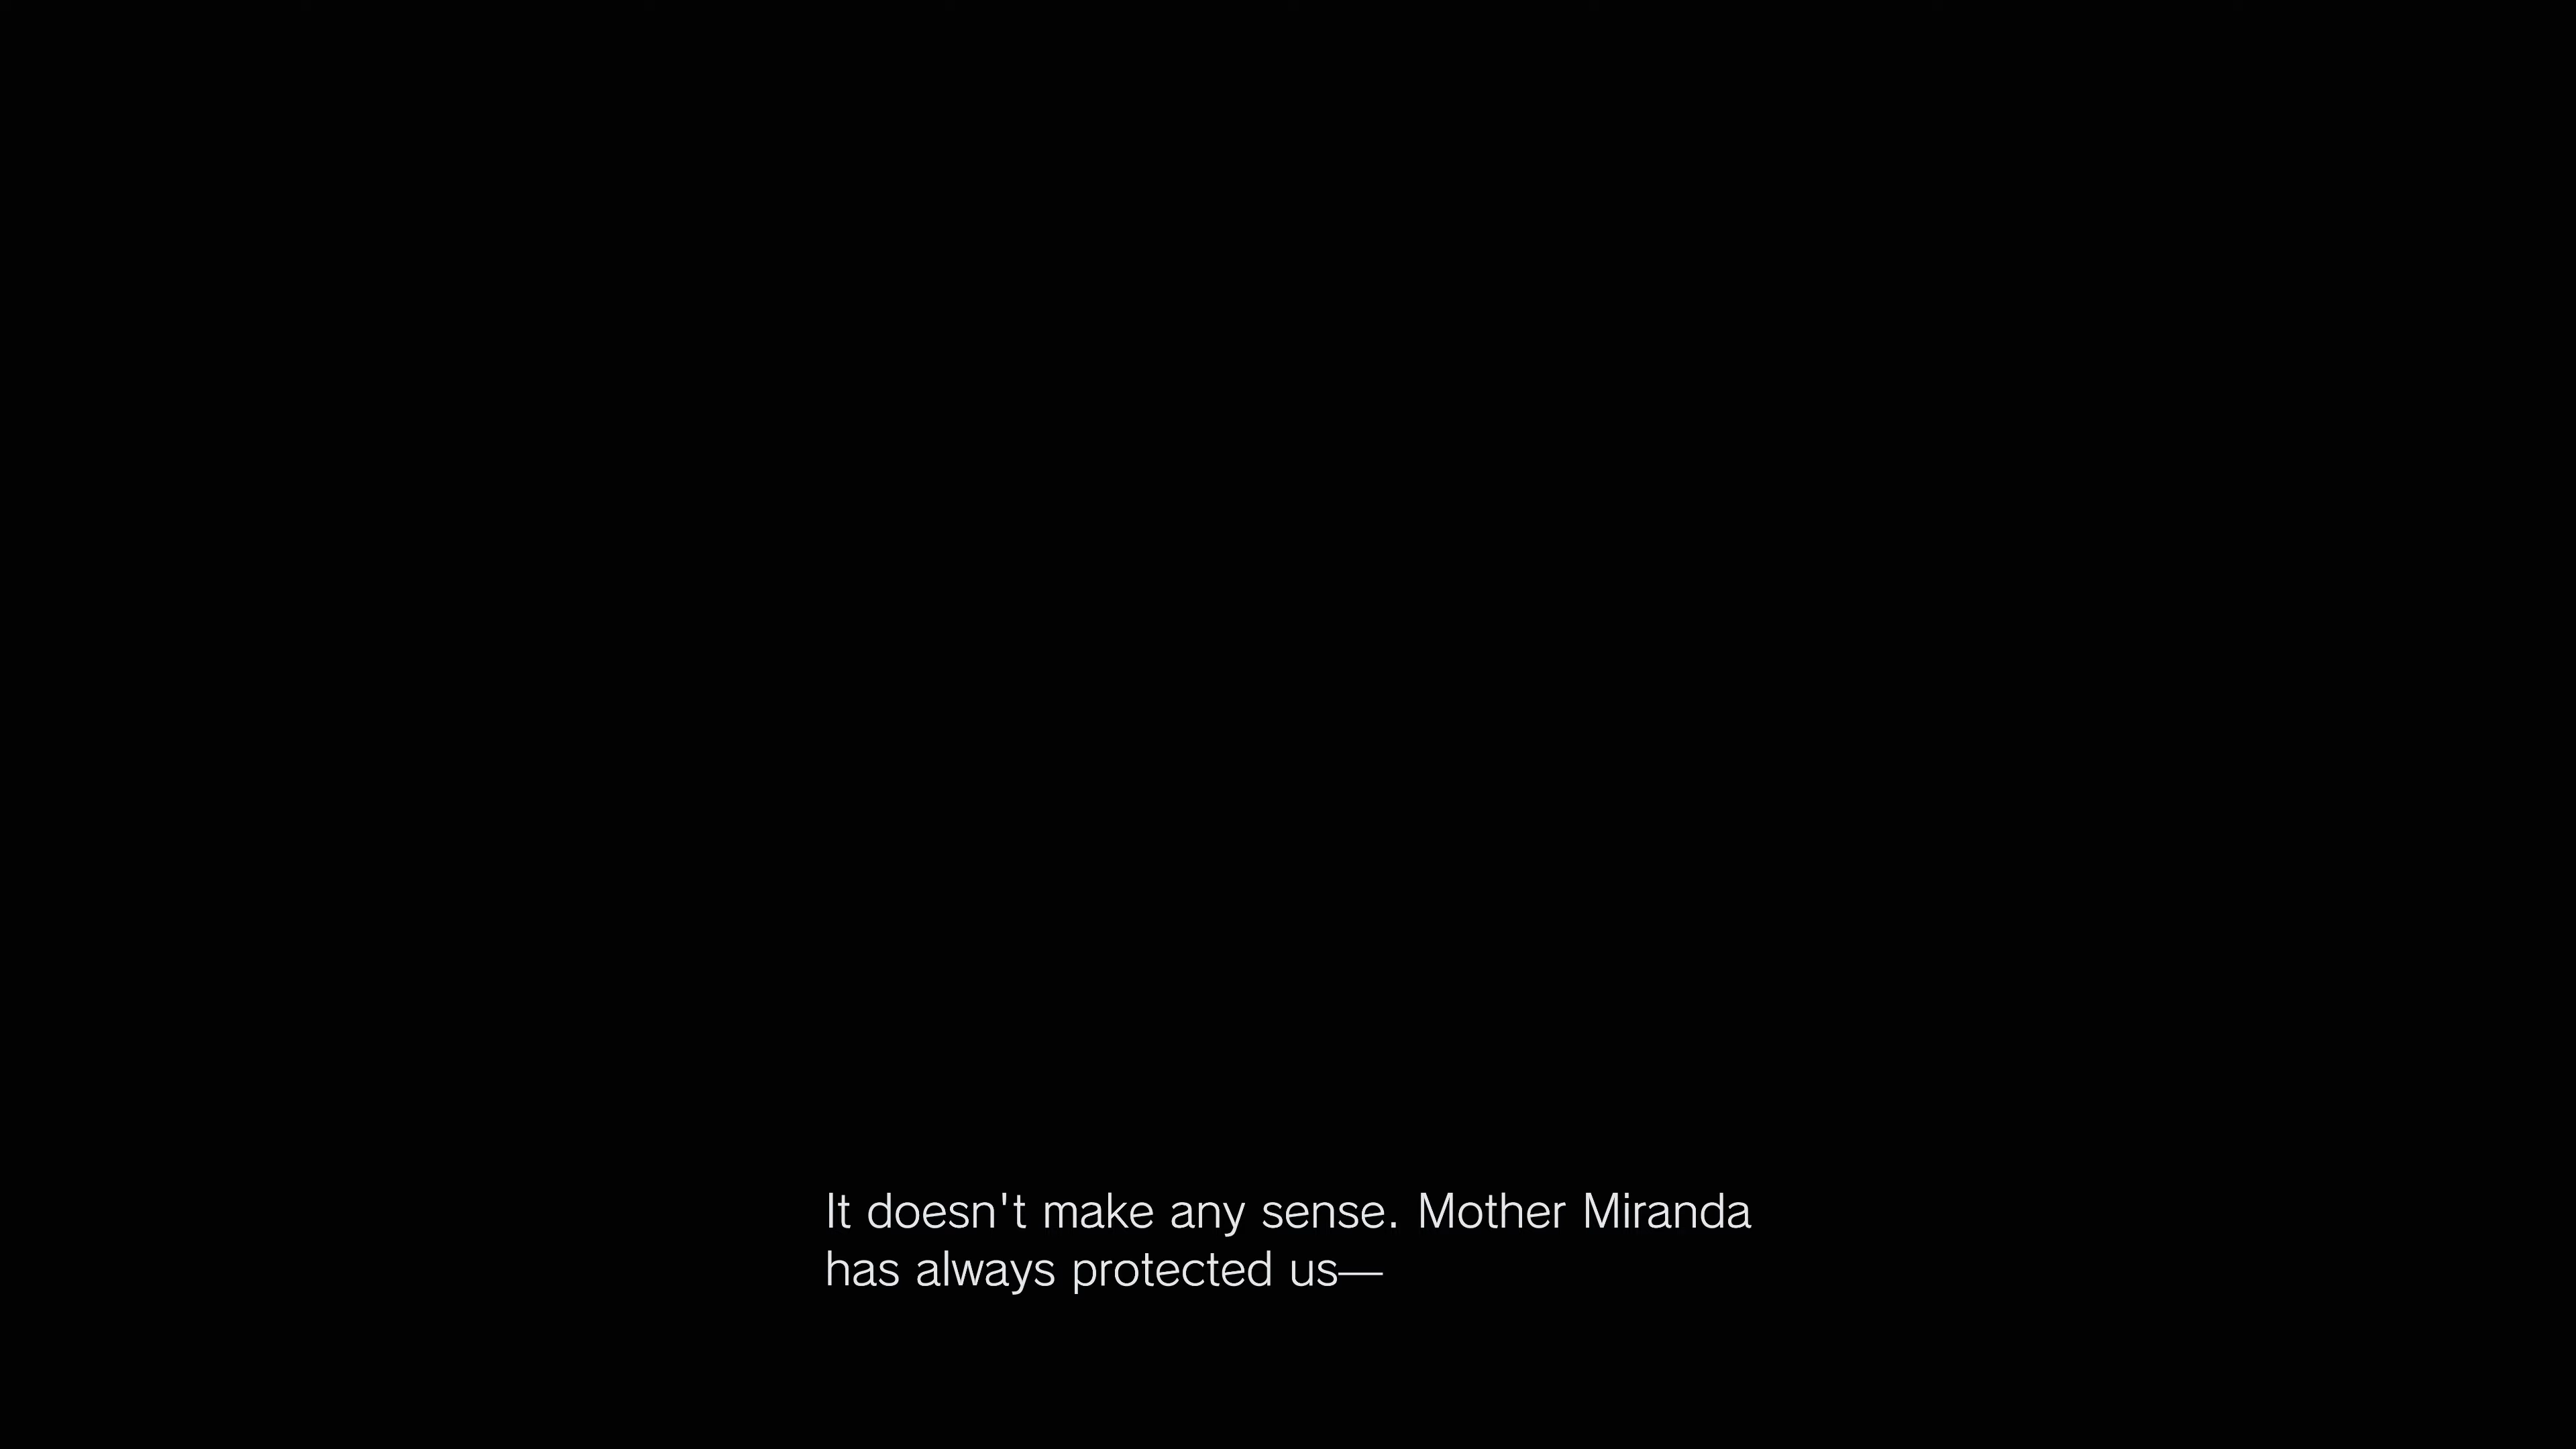 It doesn't make any sense. Mother Miranda
has always protected us—